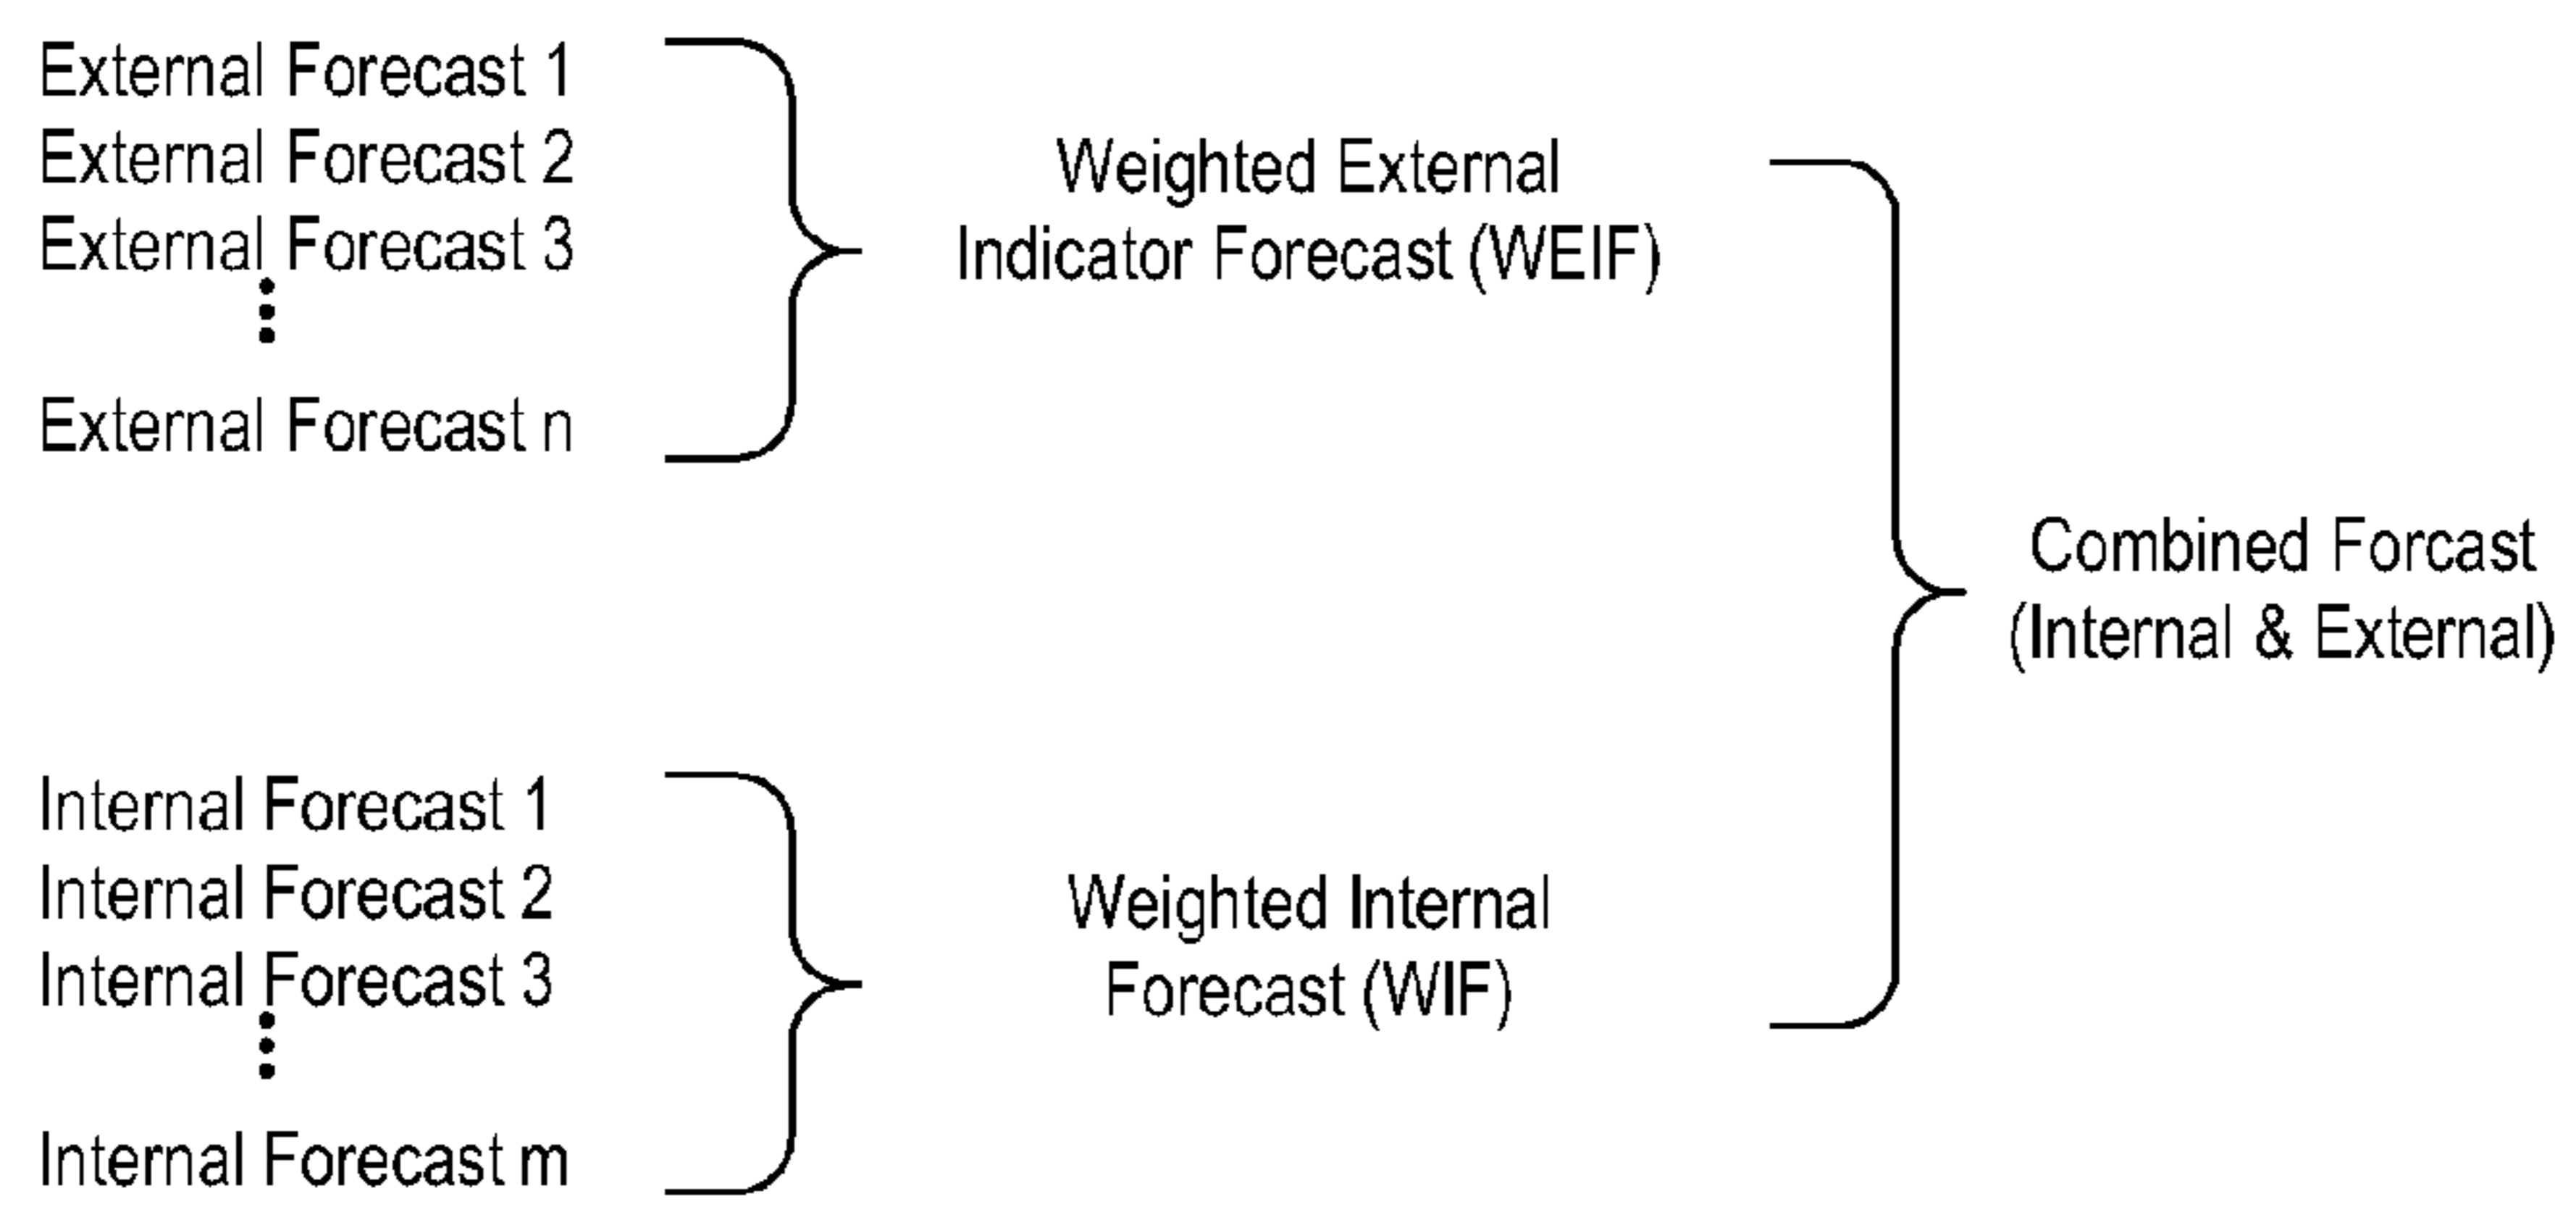 External Forecast 1
External Forecast 2
External Forecast 3
External Forecast n
Weighted External
Indicator Forecast (WEIF)
Internal Forecast 1
Internal Forecast 2
Internal Forecast 3
Internal Forecast m
Weighted Internal
Forecast (WIF)
Combined Forcast
(Internal & External)